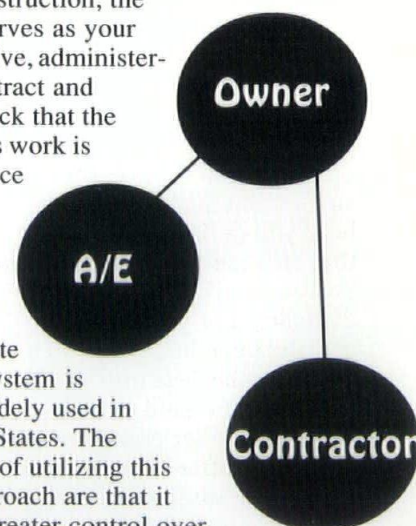 struction, the
rves as your
ve, administer-
tract and
ck that the
s work is
ce
te
ystem is
dely used in
States. The
of utilizing this
roach are that it
greater control over
Owner
A/E
Contractor